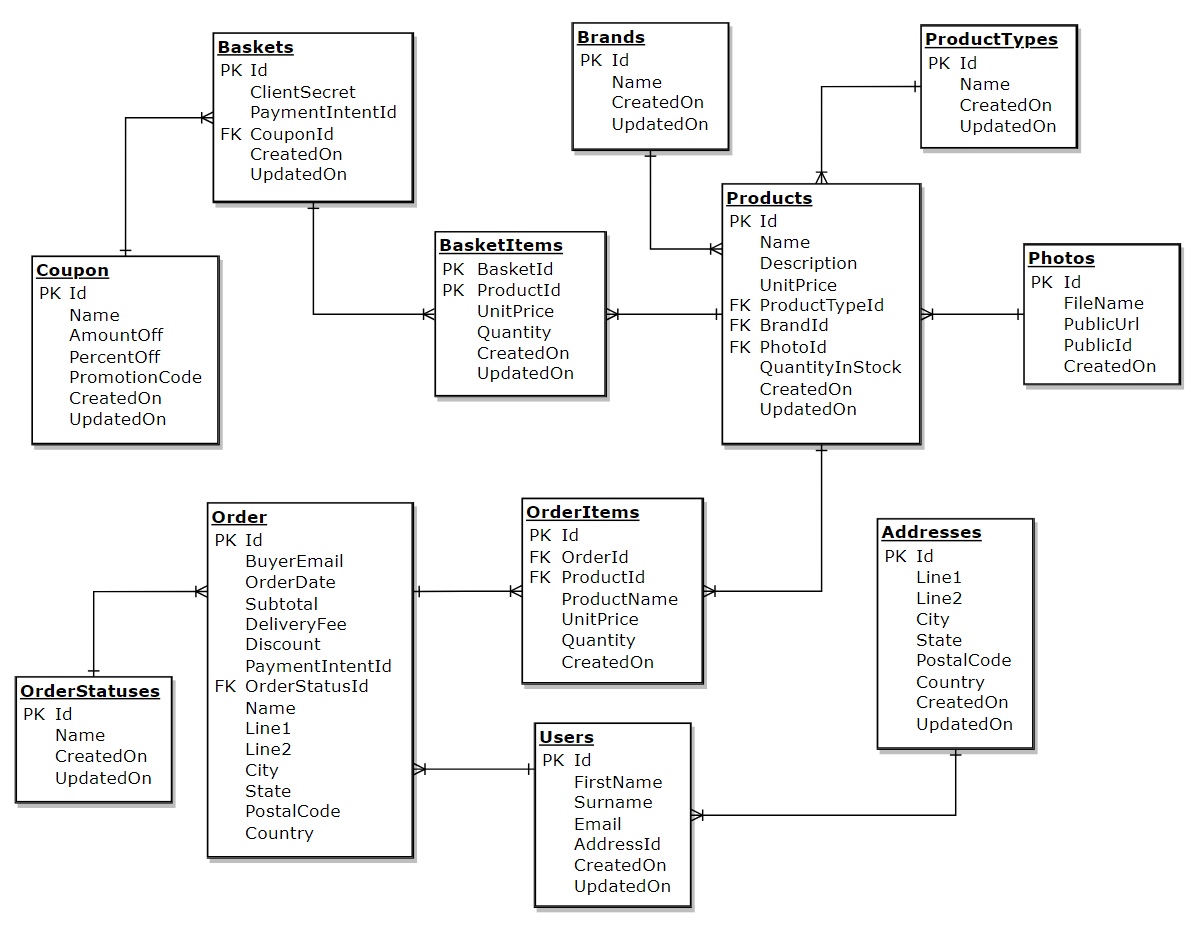 Baskets
PK Id
ClientSecret
PaymentIntentId
FK CouponId
CreatedOn
UpdatedOn
Brands
PK Id
Name
CreatedOn
UpdatedOn
ProductTypes
PK Id
Name
CreatedOn
UpdatedOn
Coupon
PK Id
Name
AmountOff
PercentOff
PromotionCode
CreatedOn
UpdatedOn
BasketItems
PK BasketId
PK ProductId
UnitPrice
Quantity
CreatedOn
UpdatedOn
Products
PK Id
Name
Description
UnitPrice
FK ProductTypeId
FK BrandId
FK PhotoId
QuantityInStock
CreatedOn
UpdatedOn
Photos
PK Id
FileName
PublicUrl
PublicId
CreatedOn
Order
PK Id
BuyerEmail
OrderDate
Subtotal
DeliveryFee
Discount
PaymentIntentId
FK OrderStatusId
Name
Line1
Line2
City
State
PostalCode
Country
OrderItems
PK Id
FK OrderId
FK ProductId
ProductName
UnitPrice
Quantity
CreatedOn
Addresses
PK Id
Line1
Line2
City
State
PostalCode
Country
CreatedOn
UpdatedOn
OrderStatuses
PK Id
Name
CreatedOn
UpdatedOn
Users
PK Id
FirstName
Surname
Email
AddressId
CreatedOn
UpdatedOn